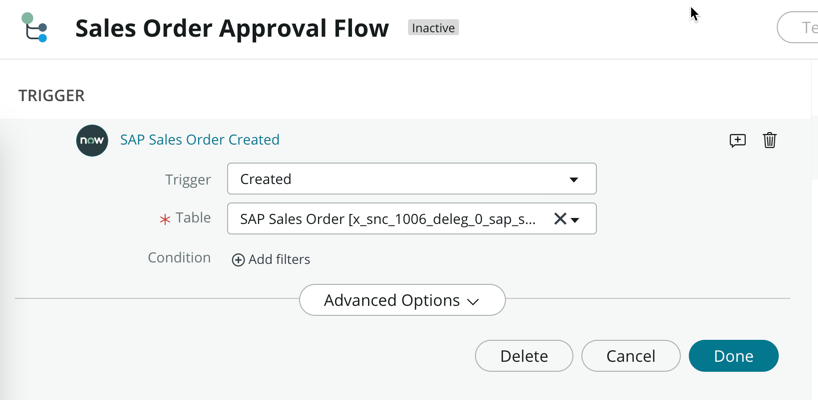 Sales Order Approval Flow Inactive
Te
TRIGGER
now SAP Sales Order Created
Trigger Created
* Table SAP Sales Order [x_snc_1006_deleg_0_sap_s...
Condition Add filters
Advanced Options
Delete Cancel Done